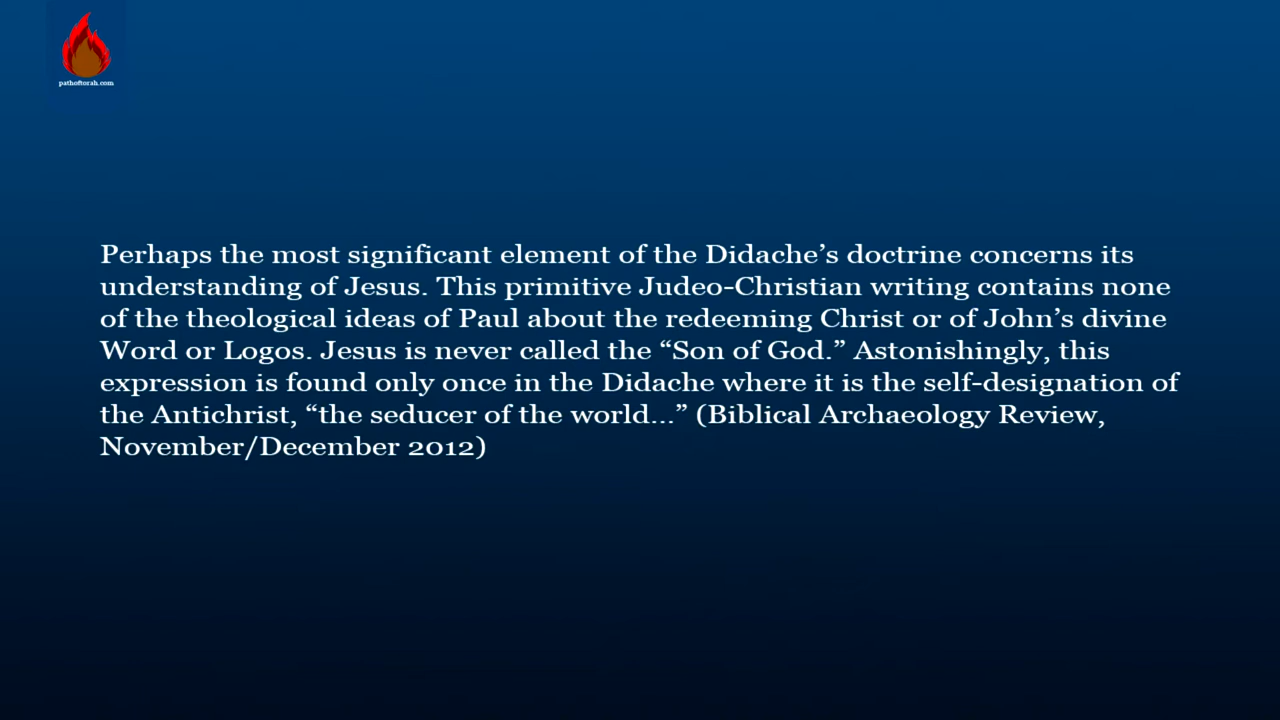 pathoftorah.com
Perhaps the most significant element of the Didache’s doctrine concerns its
understanding of Jesus. This primitive Judeo-Christian writing contains none
of the theological ideas of Paul about the redeeming Christ or of John’s divine
Word or Logos. Jesus is never called the “Son of God.” Astonishingly, this
expression is found only once in the Didache where it is the self-designation of
the Antichrist, “the seducer of the world...” (Biblical Archaeology Review,
November/December 2012)